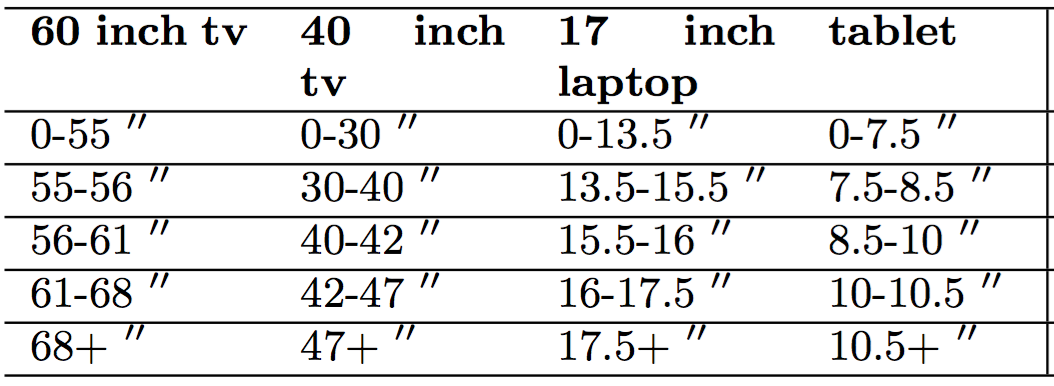 60 inch tv 40 inch tv 17 inch laptop tablet
0-55 ″ 0-30 ″ 0-13.5 ″ 0-7.5 ″
55-56 ″ 30-40 ″ 13.5-15.5 ″ 7.5-8.5 ″
56-61 ″ 40-42 ″ 15.5-16 ″ 8.5-10 ″
61-68 ″ 42-47 ″ 16-17.5 ″ 10-10.5 ″
68+ ″ 47+ ″ 17.5+ ″ 10.5+ ″